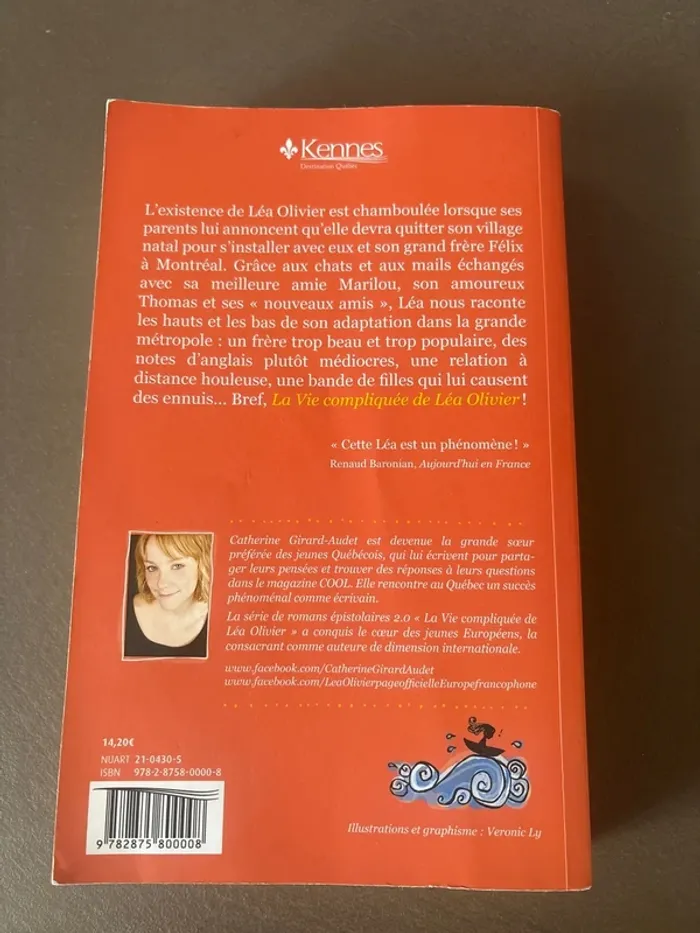 Kennes
Destination Québec
L'existence de Léa Olivier est chamboulée lorsque ses
parents lui annoncent qu'elle devra quitter son village
natal pour s'installer avec eux et son grand frère Félix
à Montréal. Grâce aux chats et aux mails échangés
avec sa meilleure amie Marilou, son amoureux
Thomas et ses « nouveaux amis », Léa nous raconte
les hauts et les bas de son adaptation dans la grande
métropole : un frère trop beau et trop populaire, des
notes d'anglais plutôt médiocres, une relation à
distance houleuse, une bande de filles qui lui causent
des ennuis... Bref, La Vie compliquée de Léa Olivier !
« Cette Léa est un phénomène ! »
Renaud Baronian, Aujourd'hui en France
Catherine Girard-Audet est devenue la grande sœur
préférée des jeunes Québécois, qui lui écrivent pour parta-
ger leurs pensées et trouver des réponses à leurs questions
dans le magazine COOL. Elle rencontre au Québec un succès
phénoménal comme écrivain.
La série de romans épistolaires 2.0 « La Vie compliquée de
Léa Olivier » a conquis le cœur des jeunes Européens, la
consacrant comme auteure de dimension internationale.
www.facebook.com/CatherineGirardAudet
www.facebook.com/LeaOlivierpageofficielleEuropefrancophone
14,20€
NUART 21-0430-5
ISBN 978-2-8758-0000-8
9 782875 800008
Illustrations et graphisme : Veronic Ly